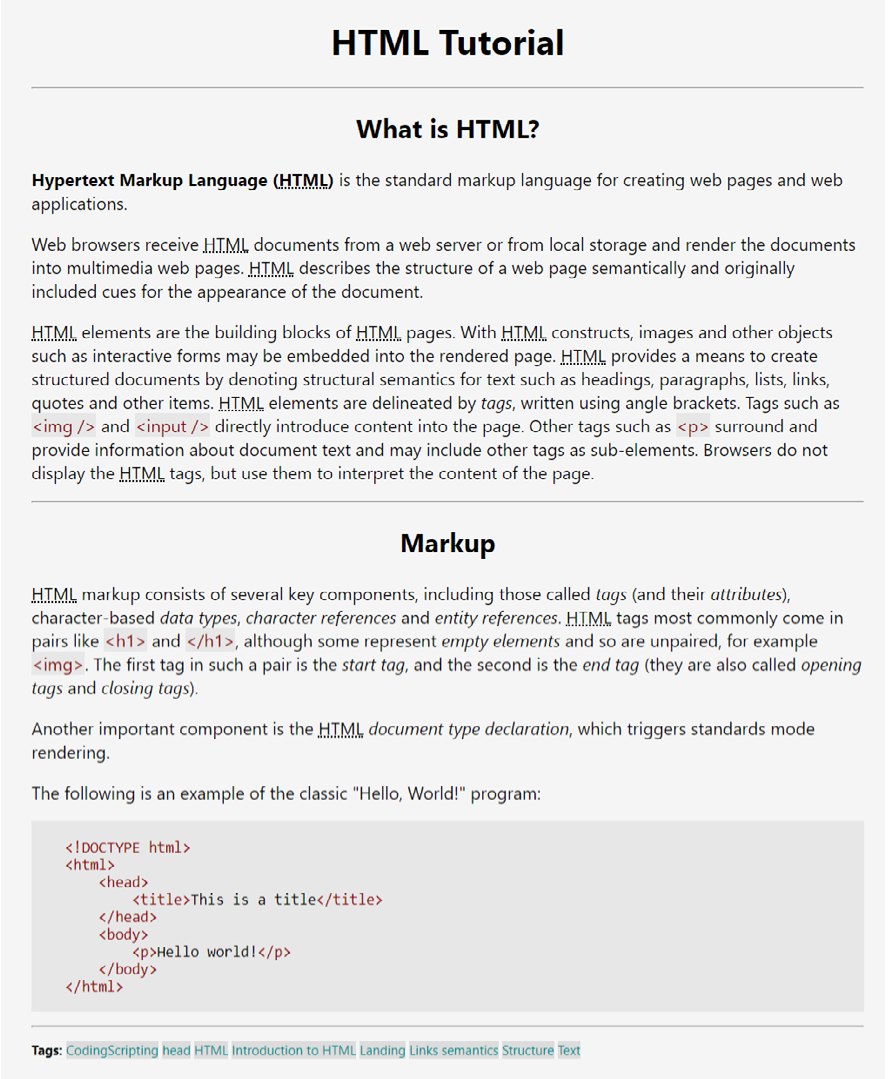 HTML Tutorial
What is HTML?
Hypertext Markup Language (HTML) is the standard markup language for creating web pages and web
applications.
Web browsers receive HTML documents from a web server or from local storage and render the documents
into multimedia web pages. HTML describes the structure of a web page semantically and originally
included cues for the appearance of the document.
HTML elements are the building blocks of HTML pages. With HTML constructs, images and other objects
such as interactive forms may be embedded into the rendered page. HTML provides a means to create
structured documents by denoting structural semantics for text such as headings, paragraphs, lists, links,
quotes and other items. HTML elements are delineated by tags, written using angle brackets. Tags such as
<img /> and <input /> directly introduce content into the page. Other tags such as <p> surround and
provide information about document text and may include other tags as sub-elements. Browsers do not
display the HTML tags, but use them to interpret the content of the page.
Markup
HTML markup consists of several key components, including those called tags (and their attributes),
character-based data types, character references and entity references. HTML tags most commonly come in
pairs like <h1> and </h1>, although some represent empty elements and so are unpaired, for example
<img>. The first tag in such a pair is the start tag, and the second is the end tag (they are also called opening
tags and closing tags).
Another important component is the HTML document type declaration, which triggers standards mode
rendering.
The following is an example of the classic "Hello, World!" program:
<!DOCTYPE html>
<html>
<head>
<title>This is a title</title>
</head>
<body>
<p>Hello world!</p>
</body>
</html>
Tags: CodingScripting head HTML Introduction to HTML Landing Links semantics Structure Text